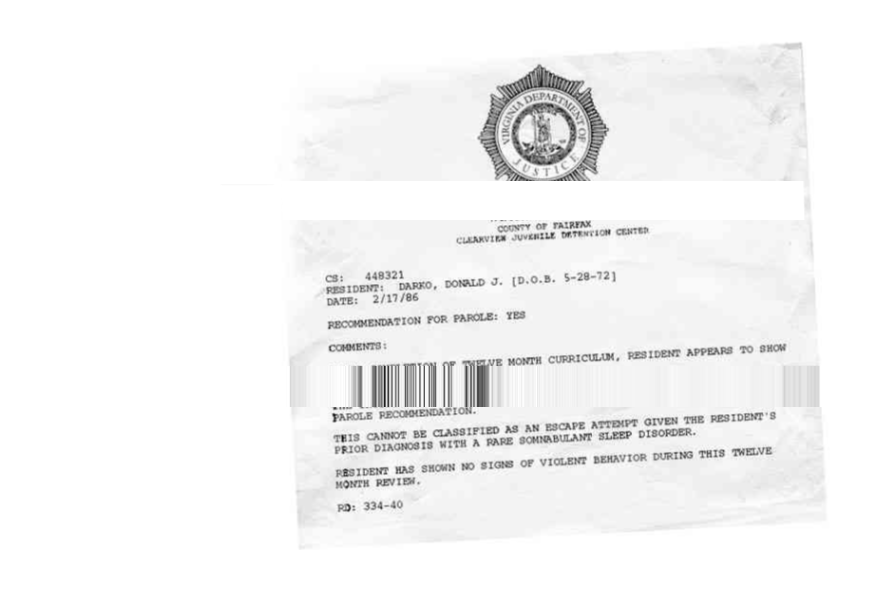 VIRGINIA DEPARTMENT OF
JUSTICE
COUNTY OF FAIRFAX
CLEARVIEW JUVENILE DETENTION CENTER
CS: 448321
RESIDENT: DARKO, DONALD J. [D.O.B. 5-28-72]
DATE: 2/17/86
RECOMMENDATION FOR PAROLE: YES
COMMENTS:
OF TWELVE MONTH CURRICULUM, RESIDENT APPEARS TO SHOW
PAROLE RECOMMENDATION.
THIS CANNOT BE CLASSIFIED AS AN ESCAPE ATTEMPT GIVEN THE RESIDENT'S
PRIOR DIAGNOSIS WITH A RARE SOMNABULANT SLEEP DISORDER.
RESIDENT HAS SHOWN NO SIGNS OF VIOLENT BEHAVIOR DURING THIS TWELVE
MONTH REVIEW.
RD: 334-40